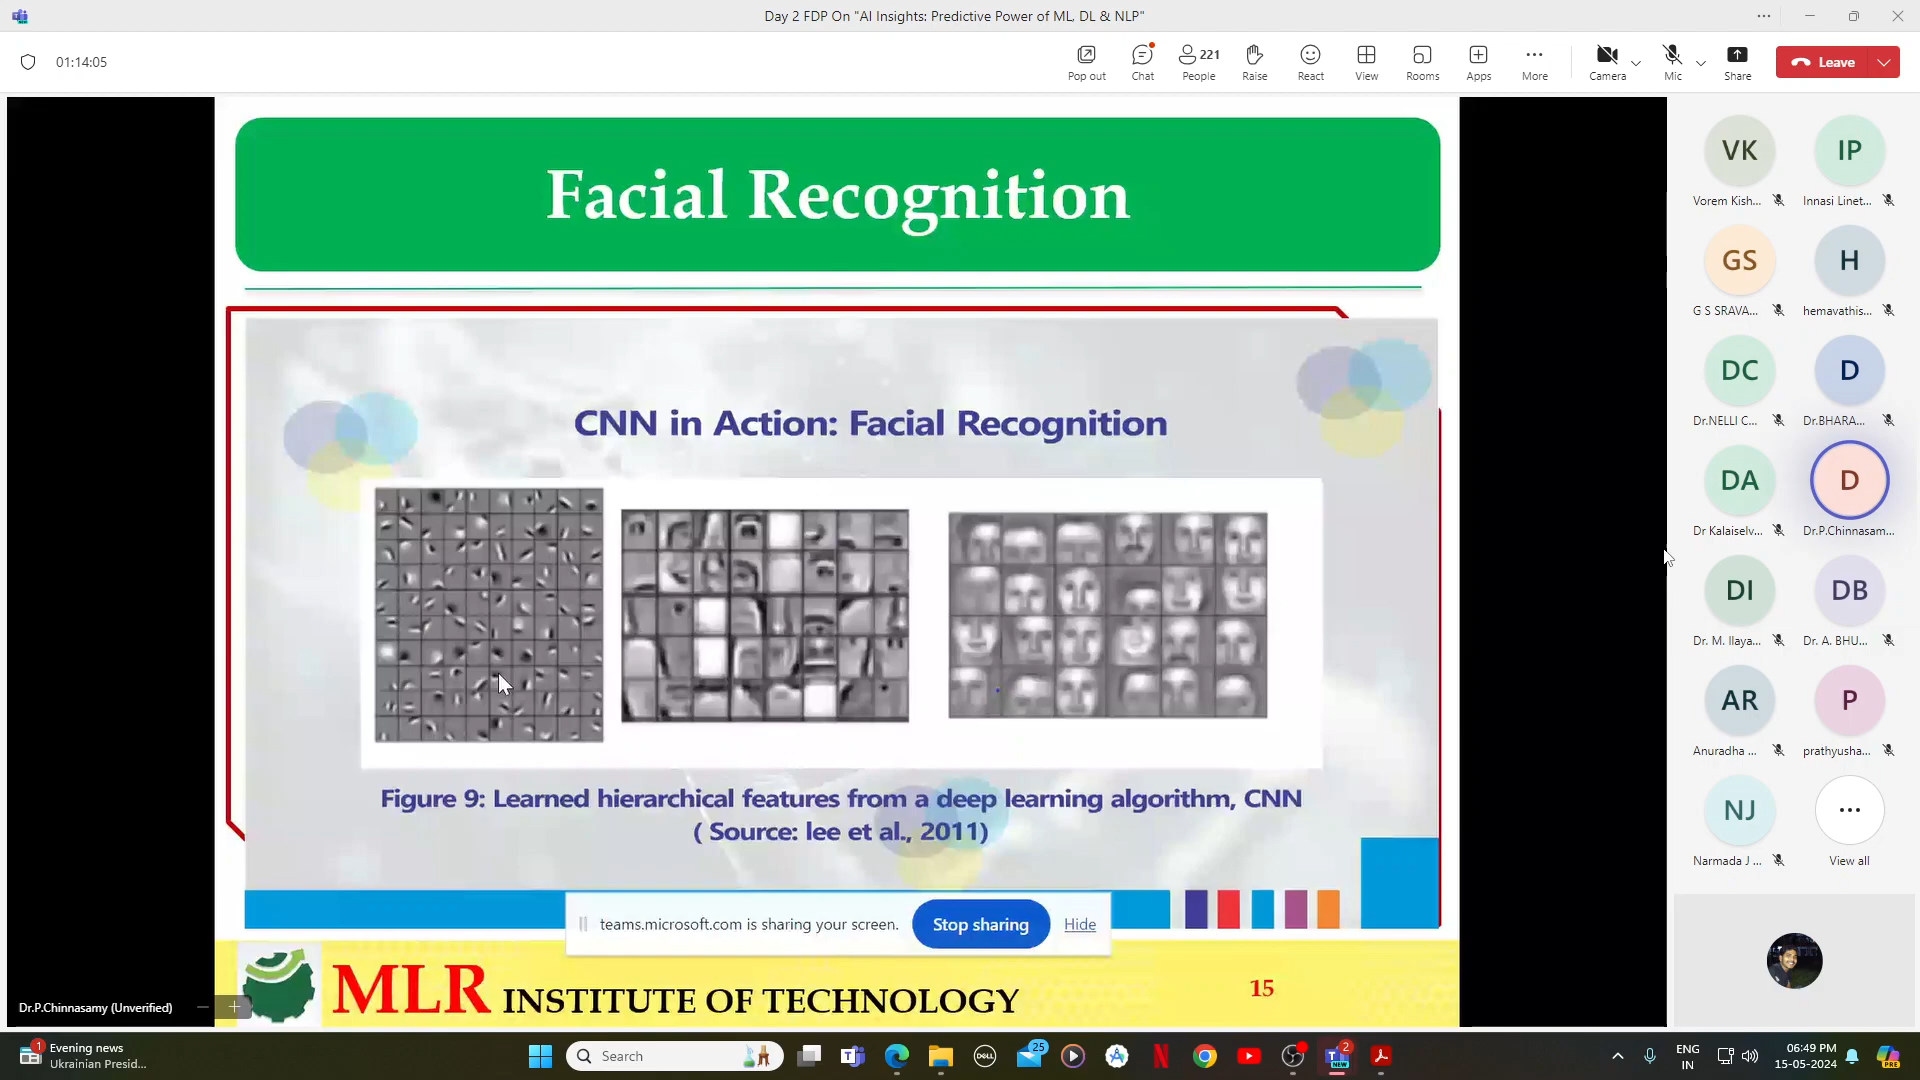 Day 2 FDP On "AI Insights: Predictive Power of ML, DL & NLP"
01:14:05
Pop out
Chat
221
People
Raise
React
View
Rooms
Apps
More
Camera
Mic
Share
Leave
Facial Recognition
CNN in Action: Facial Recognition
Figure 9: Learned hierarchical features from a deep learning algorithm, CNN
( Source: lee et al., 2011)
teams.microsoft.com is sharing your screen.
Stop sharing
Hide
MLR INSTITUTE OF TECHNOLOGY
15
Dr.P.Chinnasamy (Unverified)
VK
IP
Vorem Kish...
Innasi Linet...
GS
H
G S SRAVA...
hemavathis...
DC
D
Dr.NELLI C...
Dr.BHARA...
DA
D
Dr Kalaiselv...
Dr.P.Chinnasam...
DI
DB
Dr. M. Ilaya...
Dr. A. BHU...
AR
P
Anuradha ...
prathyusha...
NJ
Narmada J ...
View all
1
Evening news
Ukrainian Presid...
Search
DELL
25
2
NEW
ENG
IN
06:49 PM
15-05-2024
PRE